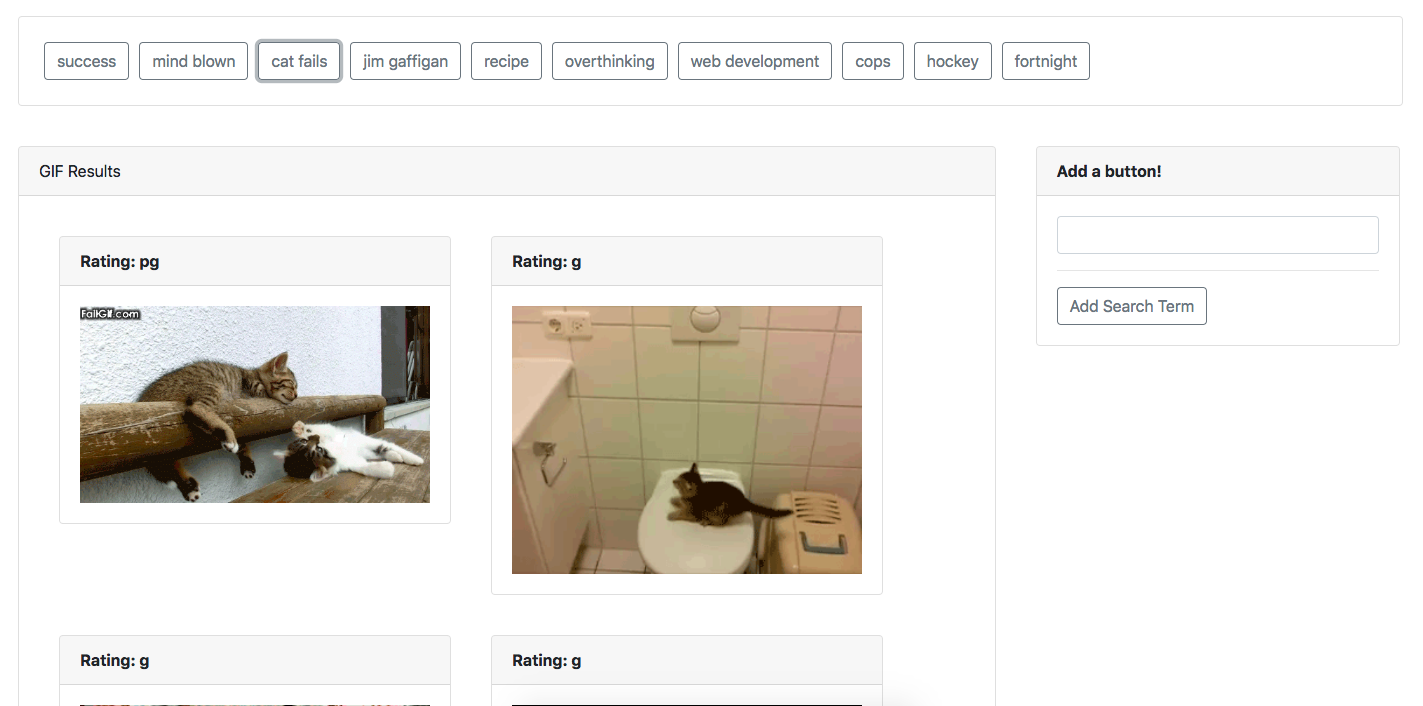 success mind blown cat fails jim gaffigan recipe overthinking web development cops hockey fortnight
GIF Results
Rating: pg
FailGif.com
Rating: g
Rating: g
Rating: g
Add a button!
Add Search Term